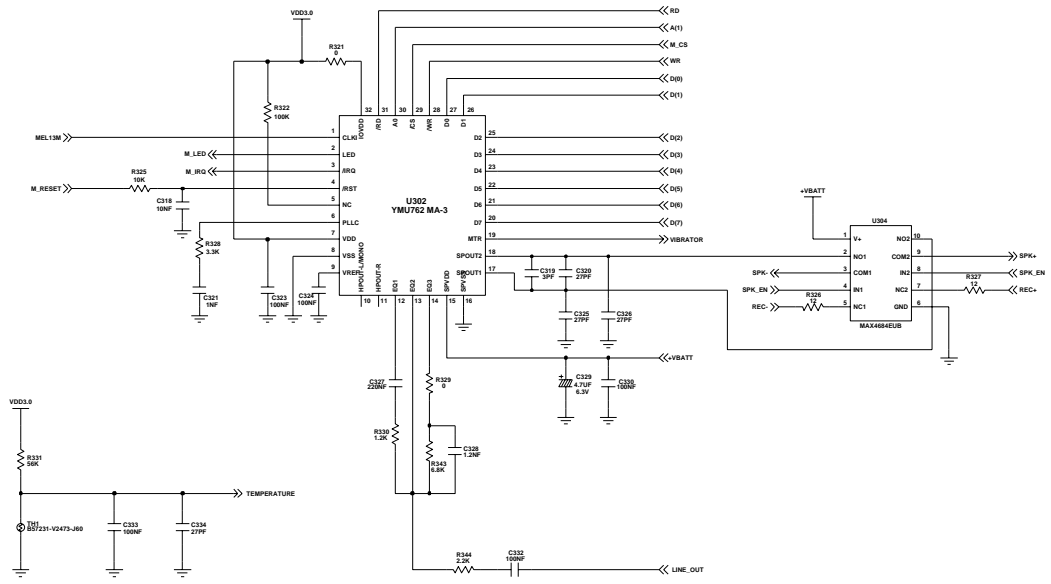 VDD3.0
R321
0
R322
100K
RD
A(1)
M_CS
WR
D(0)
D(1)
32 31 30 29 28 27 26
IOVDD /RD A0 /CS /WR D0 D1
MEL13M
1 CLKI
M_LED
2 LED
M_IRQ
3 /IRQ
R325
10K
M_RESET
4 /RST
C318
10NF
5 NC
6 PLLC
R328
3.3K
7 VDD
8 VSS
9 VREF
C321
1NF
C323
100NF
C324
100NF
U302
YMU762 MA-3
D2 25 D(2)
D3 24 D(3)
D4 23 D(4)
D5 22 D(5)
D6 21 D(6)
D7 20 D(7)
MTR 19 VIBRATOR
SPOUT2 18
SPOUT1 17
HPOUT-L/MONO HPOUT-R EQ1 EQ2 EQ3 SPVDD SPVSS
10 11 12 13 14 15 16
C319
3PF
C320
27PF
C325
27PF
C326
27PF
+VBATT
C329
4.7UF
6.3V
+
C330
100NF
C327
220NF
R330
1.2K
R329
0
R343
6.8K
C328
1.2NF
R344
2.2K
C332
100NF
LINE_OUT
+VBATT
U304
1 V+ NO2 10
2 NO1 COM2 9 SPK+
SPK- 3 COM1 IN2 8 SPK_EN
SPK_EN 4 IN1 NC2 7
R327
12
REC+
REC-
R326
12
5 NC1 GND 6
MAX4684EUB
VDD3.0
R331
56K
TEMPERATURE
TH1
B57231-V2473-J60
C333
100NF
C334
27PF